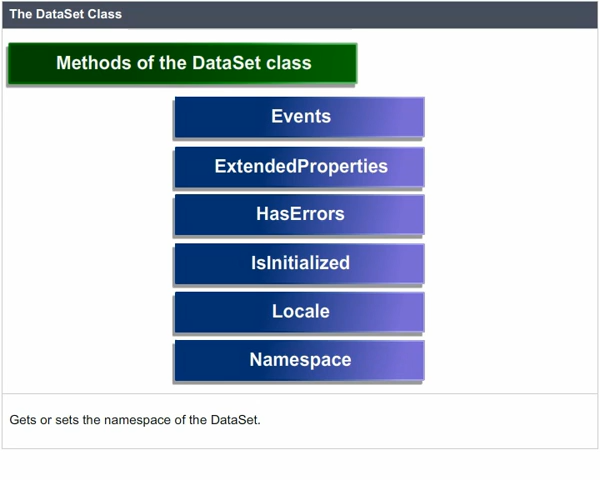 The DataSet Class
Methods of the DataSet class
Events
ExtendedProperties
HasErrors
IsInitialized
Locale
Namespace
Gets or sets the namespace of the DataSet.